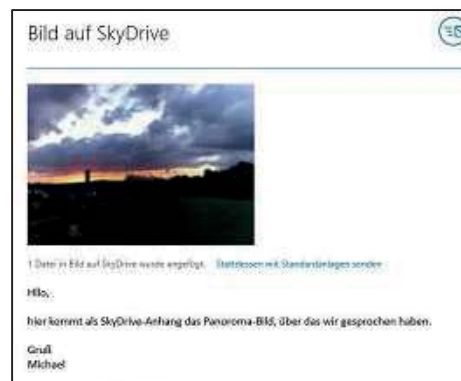 Bild auf SkyDrive
1 Datei in Bild auf SkyDrive wurde angefügt. Stattdessen mit Standardanlagen senden
Hllo,
hier kommt als SkyDrive-Anhang das Panoroma-Bild, über das wir gesprochen haben.
Gruß
Michael